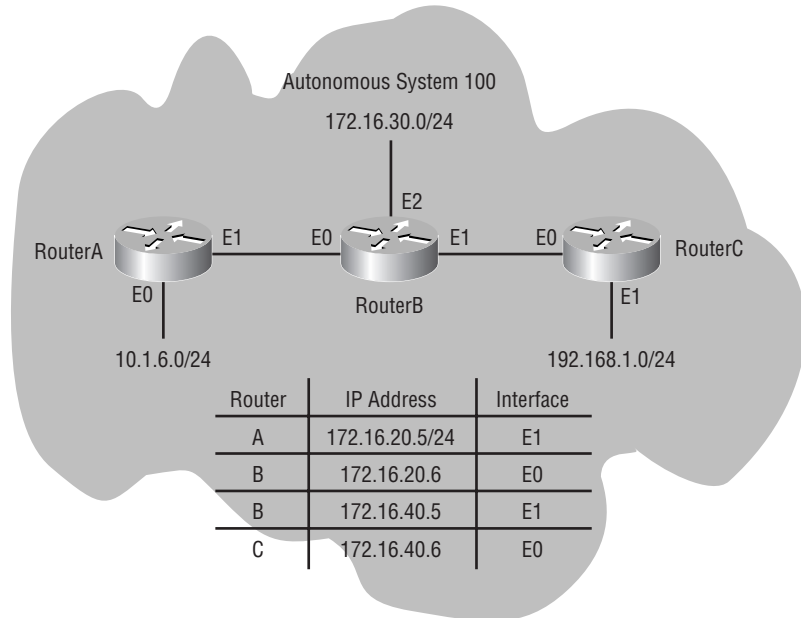 Autonomous System 100
172.16.30.0/24
E2
RouterA
E1
E0
E1
E0
RouterC
E0
RouterB
E1
10.1.6.0/24
192.168.1.0/24
Router IP Address Interface
A 172.16.20.5/24 E1
B 172.16.20.6 E0
B 172.16.40.5 E1
C 172.16.40.6 E0